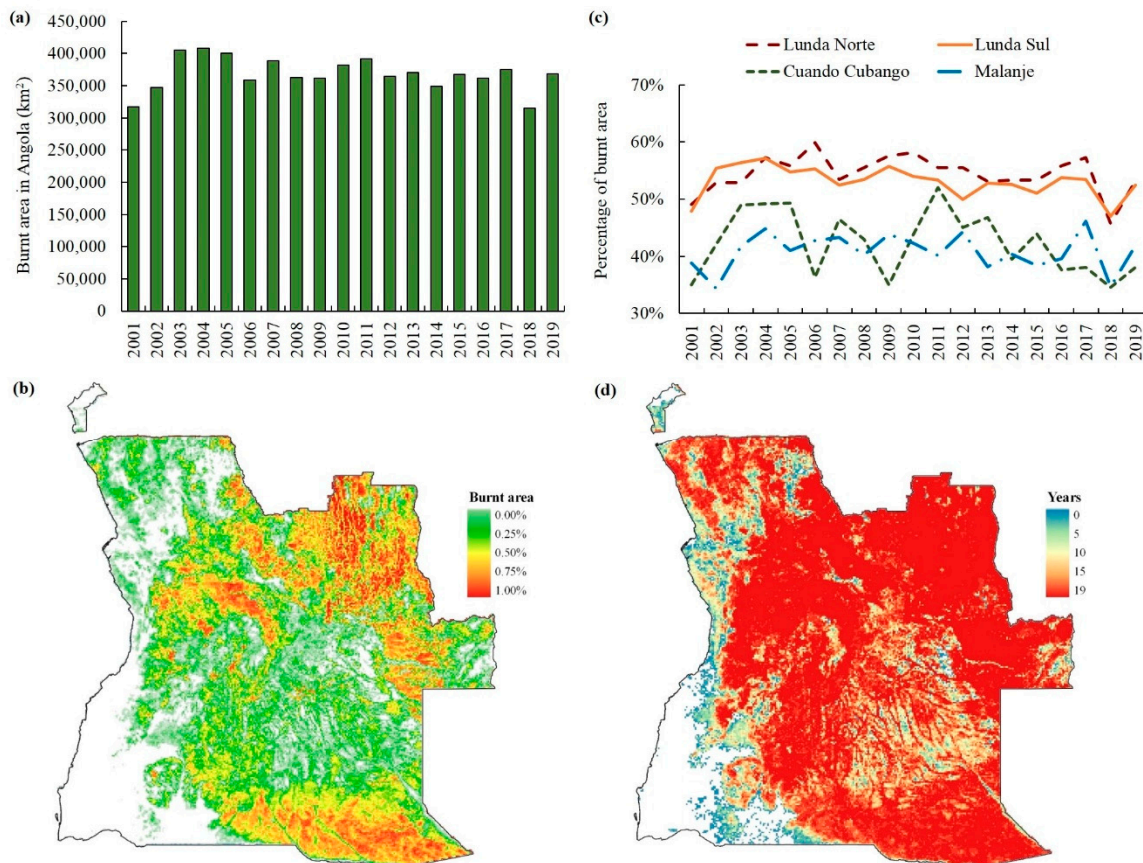 (a)
Burnt area in Angola (km²)
450,000
400,000
350,000
300,000
250,000
200,000
150,000
100,000
50,000
0
2001 2002 2003 2004 2005 2006 2007 2008 2009 2010 2011 2012 2013 2014 2015 2016 2017 2018 2019
(c)
Lunda Norte Lunda Sul
Cuando Cubango Malanje
Percentage of burnt area
70%
60%
50%
40%
30%
2001 2002 2003 2004 2005 2006 2007 2008 2009 2010 2011 2012 2013 2014 2015 2016 2017 2018 2019
(b)
Burnt area
0.00%
0.25%
0.50%
0.75%
1.00%
(d)
Years
0
5
10
15
19